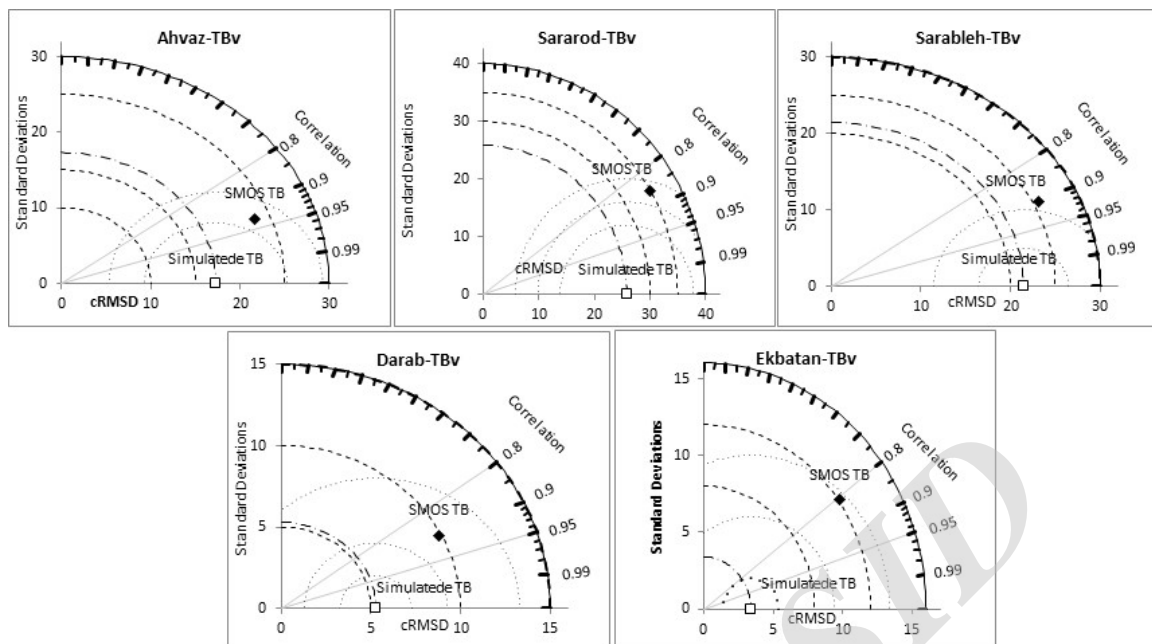 Ahvaz-TBv
30
20
10
0
Standard Deviations
0.8
Correlation
0.9
SMOS TB
0.95
Simulatede TB
0.99
0 cRMSD 10 20 30
Sararod-TBv
40
30
20
10
0
Standard Deviations
0.8
Correlation
SMOS TB
0.9
0.95
cRMSD
Simulatede TB
0.99
0 10 20 30 40
Sarableh-TBv
30
20
10
0
Standard Deviations
0.8
Correlation
SMOS TB
0.9
0.95
Simulatede TB
0.99
cRMSD
0 10 20 30
Darab-TBv
15
10
5
0
Standard Deviations
Correlation
0.8
0.9
SMOS TB
0.95
Simulatede TB
0.99
0 5 cRMSD 10 15
Ekbatan-TBv
15
10
5
0
Standard Deviations
Correlation
0.8
SMOS TB
0.9
0.95
Simulatede TB
0.99
cRMSD
0 5 10 15
SID